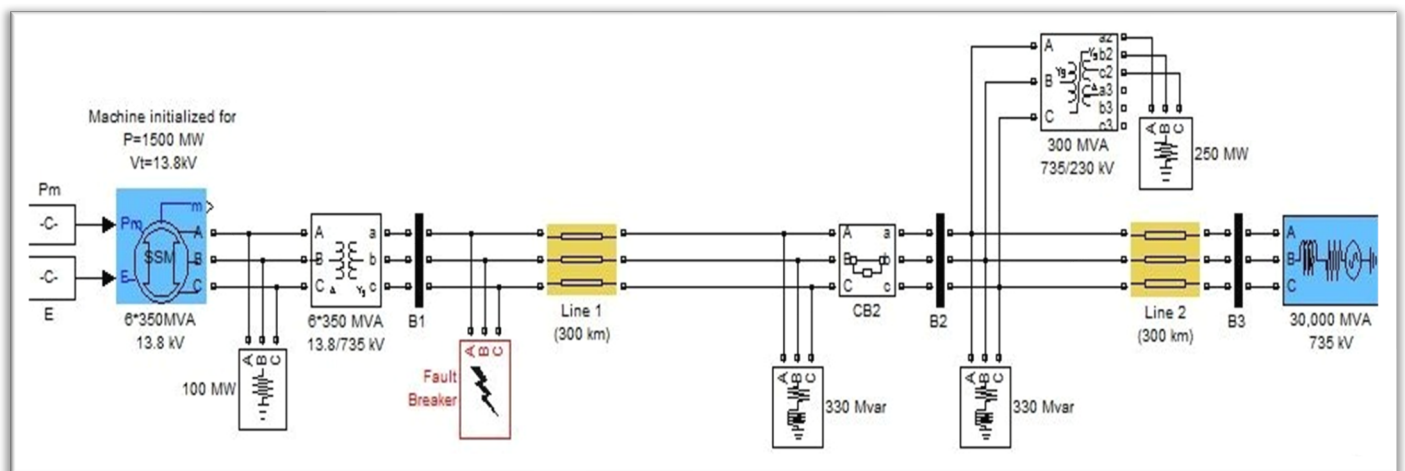 Machine initialized for
P=1500 MW
Vt=13.8kV
Pm
-C-
-C-
E
Pm
E
m
SSM
A
B
C
6*350MVA
13.8 kV
A B C
100 MW
A a
B b
C c
Δ Yg
6*350 MVA
13.8/735 kV
B1
A B C
Fault
Breaker
Line 1
(300 km)
A B C
330 Mvar
A a
B b
C c
CB2
B2
A B C
330 Mvar
A
B
C
Yg
Yg
Δ
a2
b2
c2
a3
b3
c3
300 MVA
735/230 kV
A B C
250 MW
Line 2
(300 km)
B3
A
B
C
30,000 MVA
735 kV